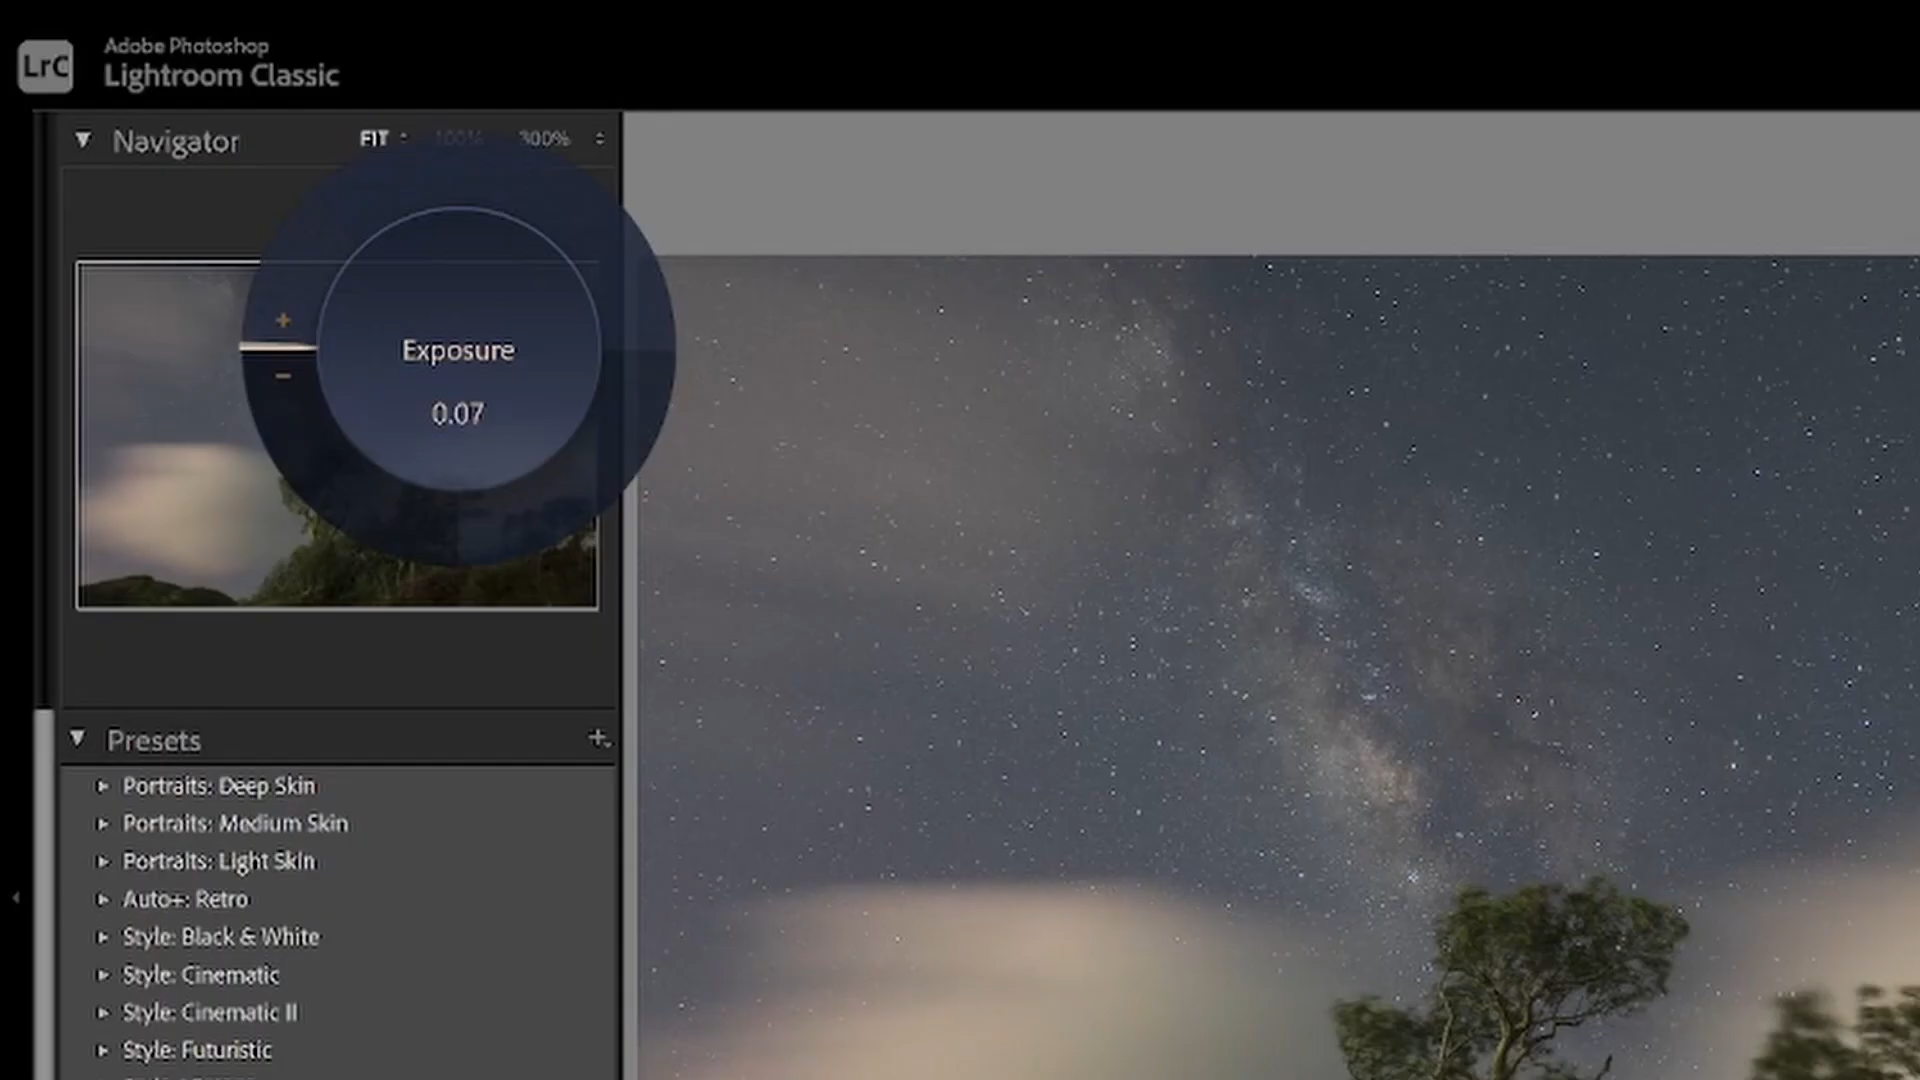 LrC
Adobe Photoshop
Lightroom Classic
Navigator
FIT 100% 300%
+
Exposure
−
0.07
Presets +
Portraits: Deep Skin
Portraits: Medium Skin
Portraits: Light Skin
Auto+: Retro
Style: Black & White
Style: Cinematic
Style: Cinematic II
Style: Futuristic